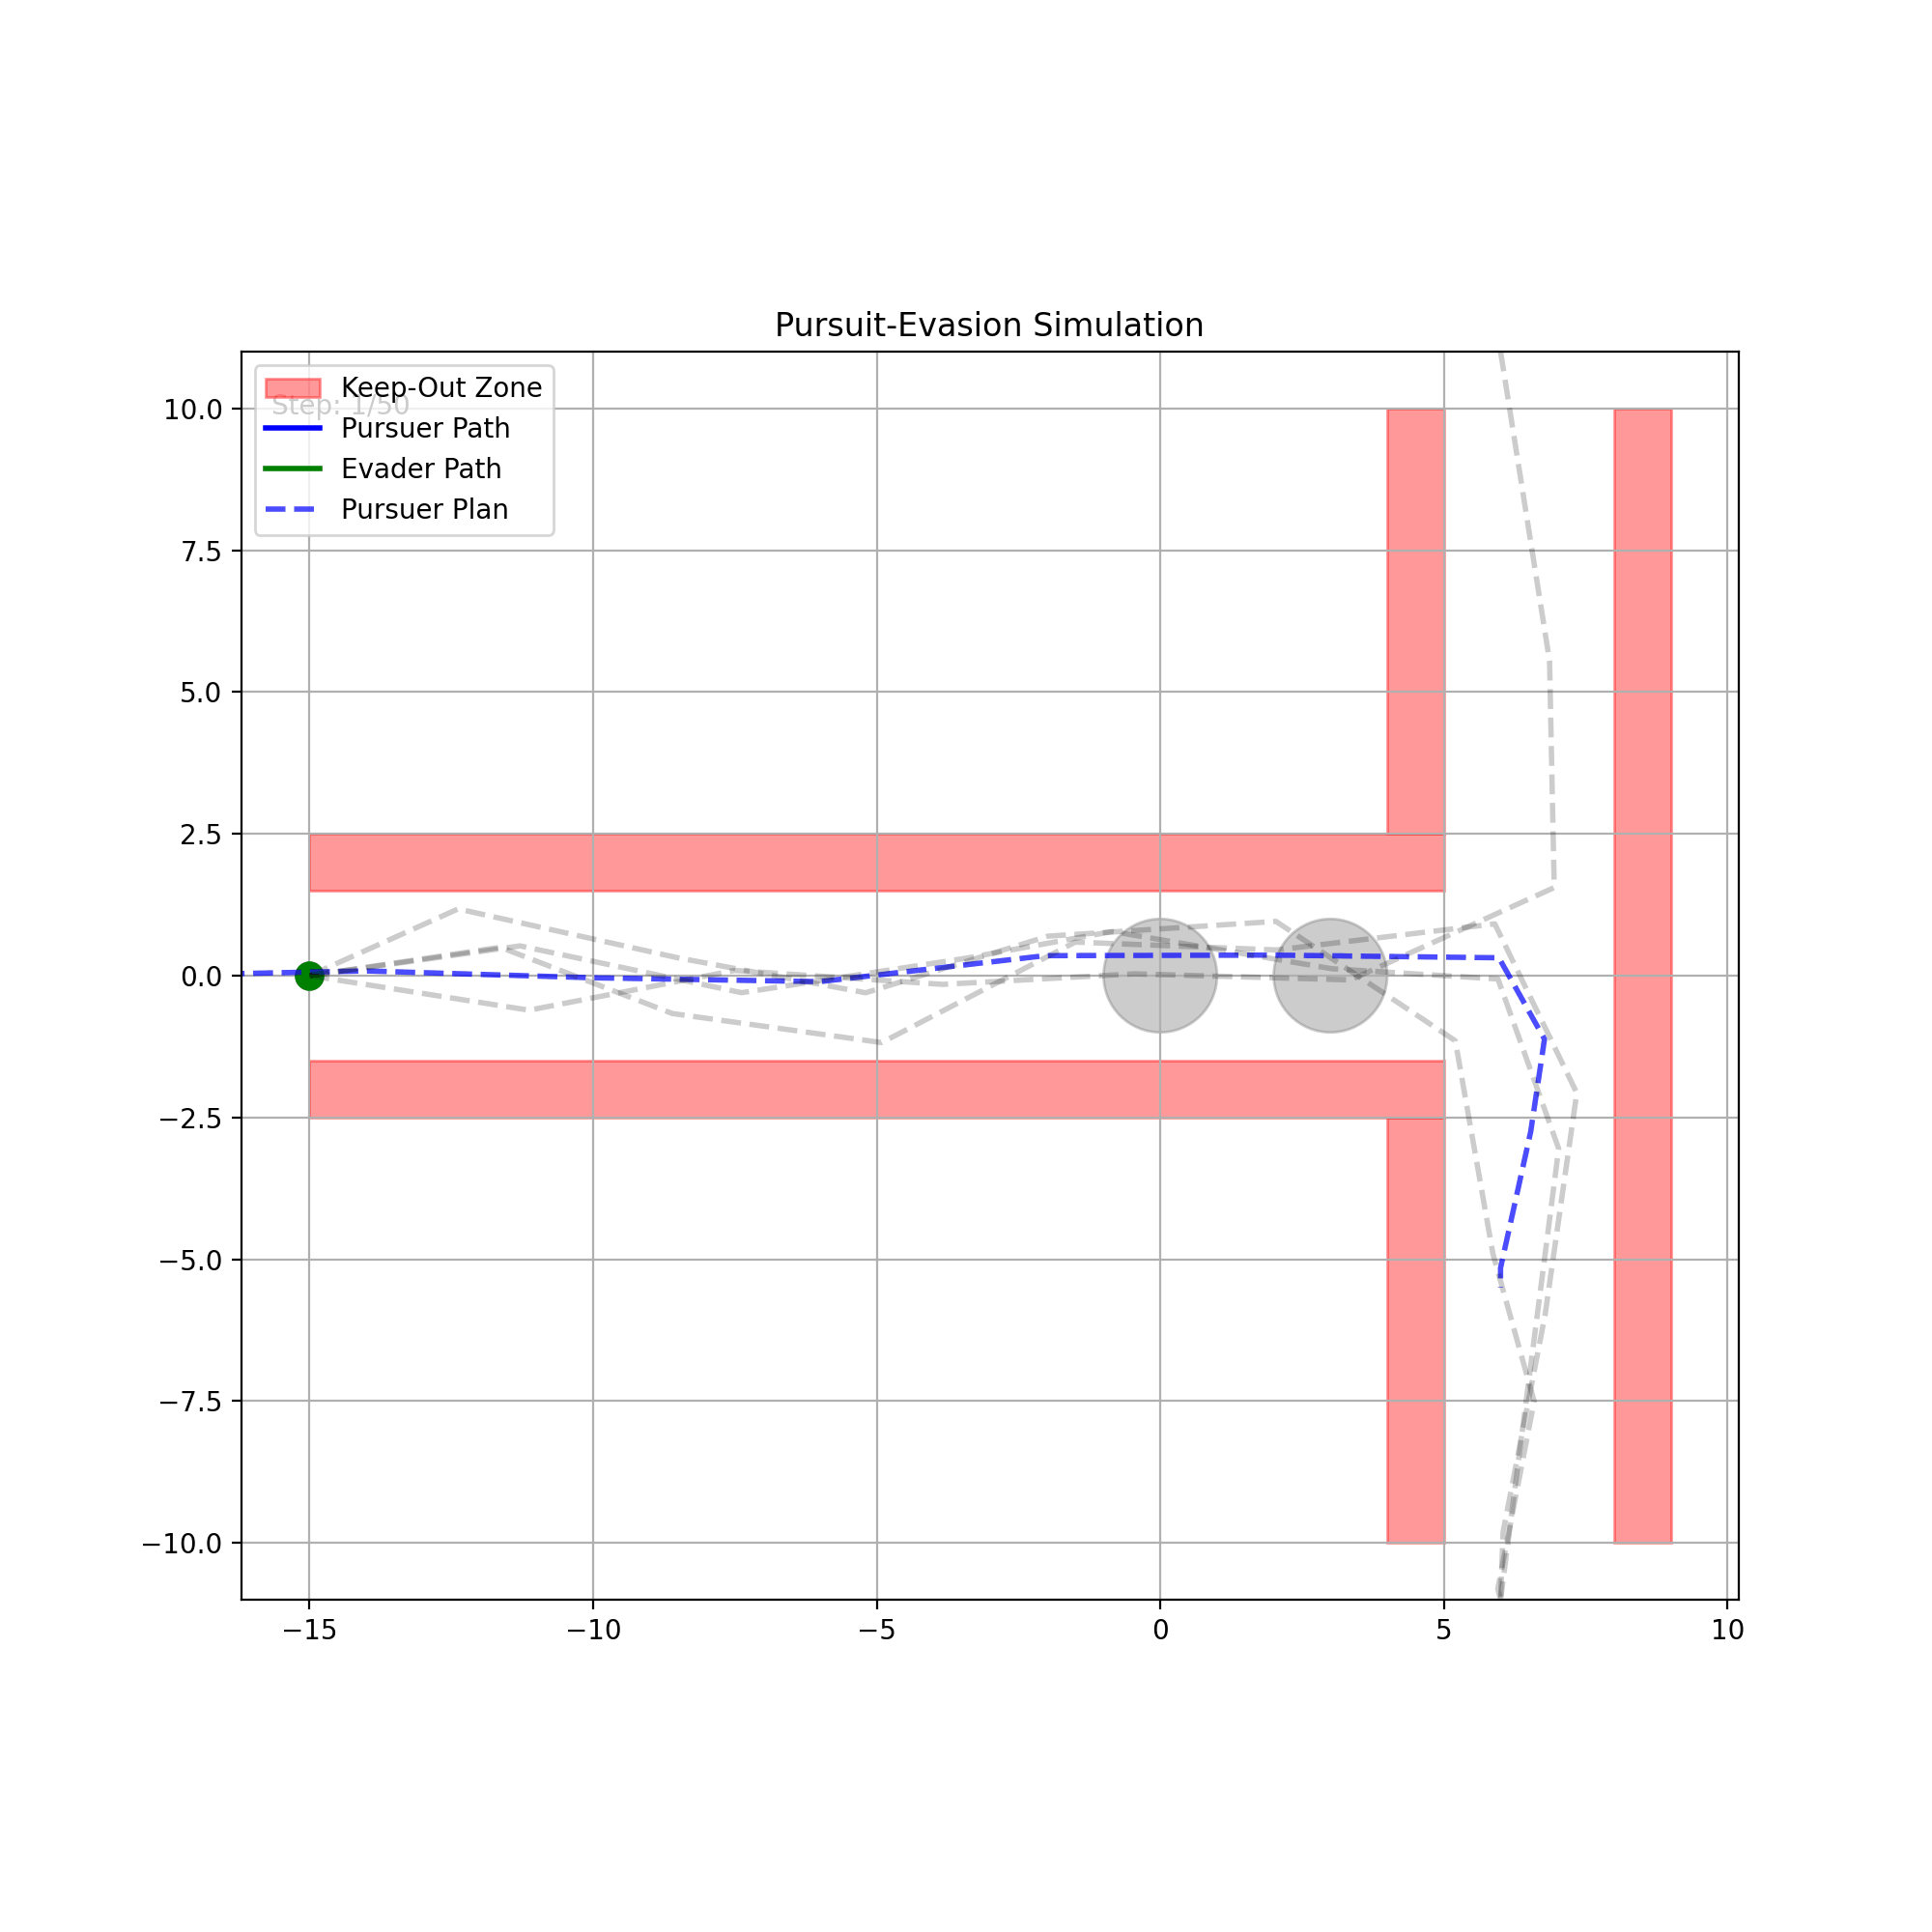 Pursuit-Evasion Simulation
Keep-Out Zone
Step: 1/50
Pursuer Path
Evader Path
Pursuer Plan
10.0
7.5
5.0
2.5
0.0
−2.5
−5.0
−7.5
−10.0
−15
−10
−5
0
5
10